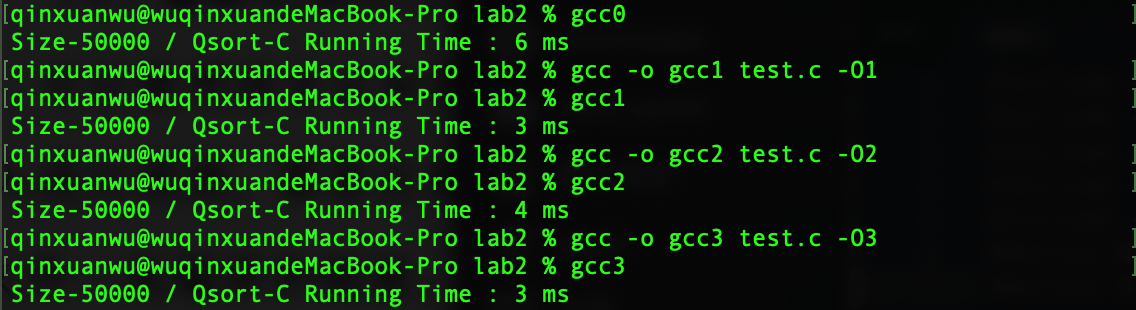 [qinxuanwu@wuqinxuandeMacBook-Pro lab2 % gcc0 ]
Size-50000 / Qsort-C Running Time : 6 ms
[qinxuanwu@wuqinxuandeMacBook-Pro lab2 % gcc -o gcc1 test.c -O1 ]
[qinxuanwu@wuqinxuandeMacBook-Pro lab2 % gcc1 ]
Size-50000 / Qsort-C Running Time : 3 ms
[qinxuanwu@wuqinxuandeMacBook-Pro lab2 % gcc -o gcc2 test.c -O2 ]
[qinxuanwu@wuqinxuandeMacBook-Pro lab2 % gcc2 ]
Size-50000 / Qsort-C Running Time : 4 ms
[qinxuanwu@wuqinxuandeMacBook-Pro lab2 % gcc -o gcc3 test.c -O3 ]
[qinxuanwu@wuqinxuandeMacBook-Pro lab2 % gcc3 ]
Size-50000 / Qsort-C Running Time : 3 ms